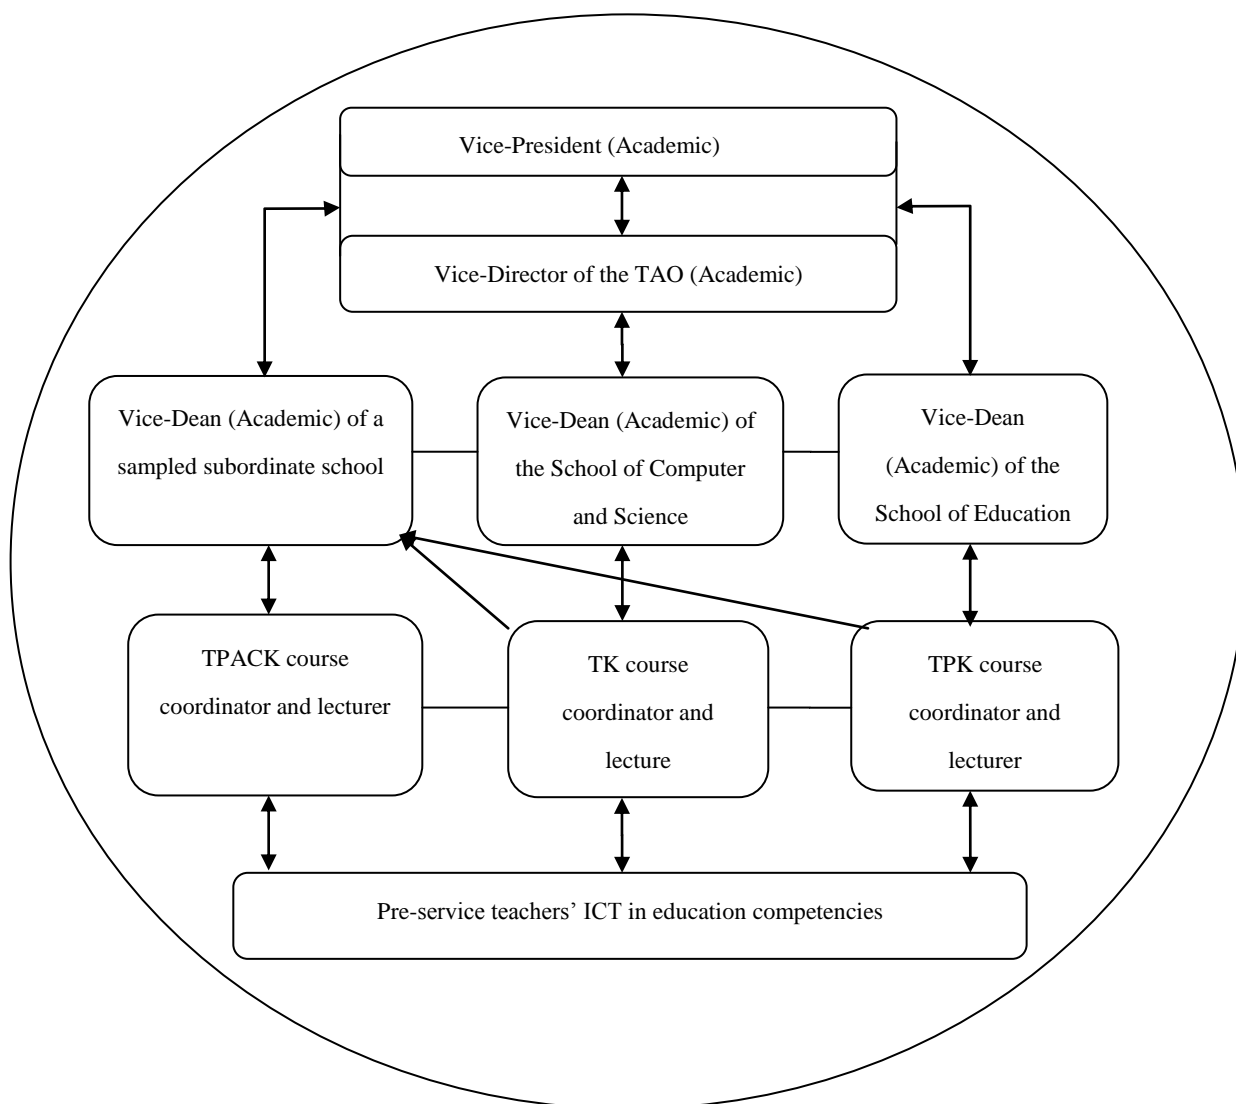 Vice-President (Academic)
Vice-Director of the TAO (Academic)
Vice-Dean (Academic) of a
sampled subordinate school
Vice-Dean (Academic) of
the School of Computer
and Science
Vice-Dean
(Academic) of the
School of Education
TPACK course
coordinator and lecturer
TK course
coordinator and
lecture
TPK course
coordinator and
lecturer
Pre-service teachers’ ICT in education competencies